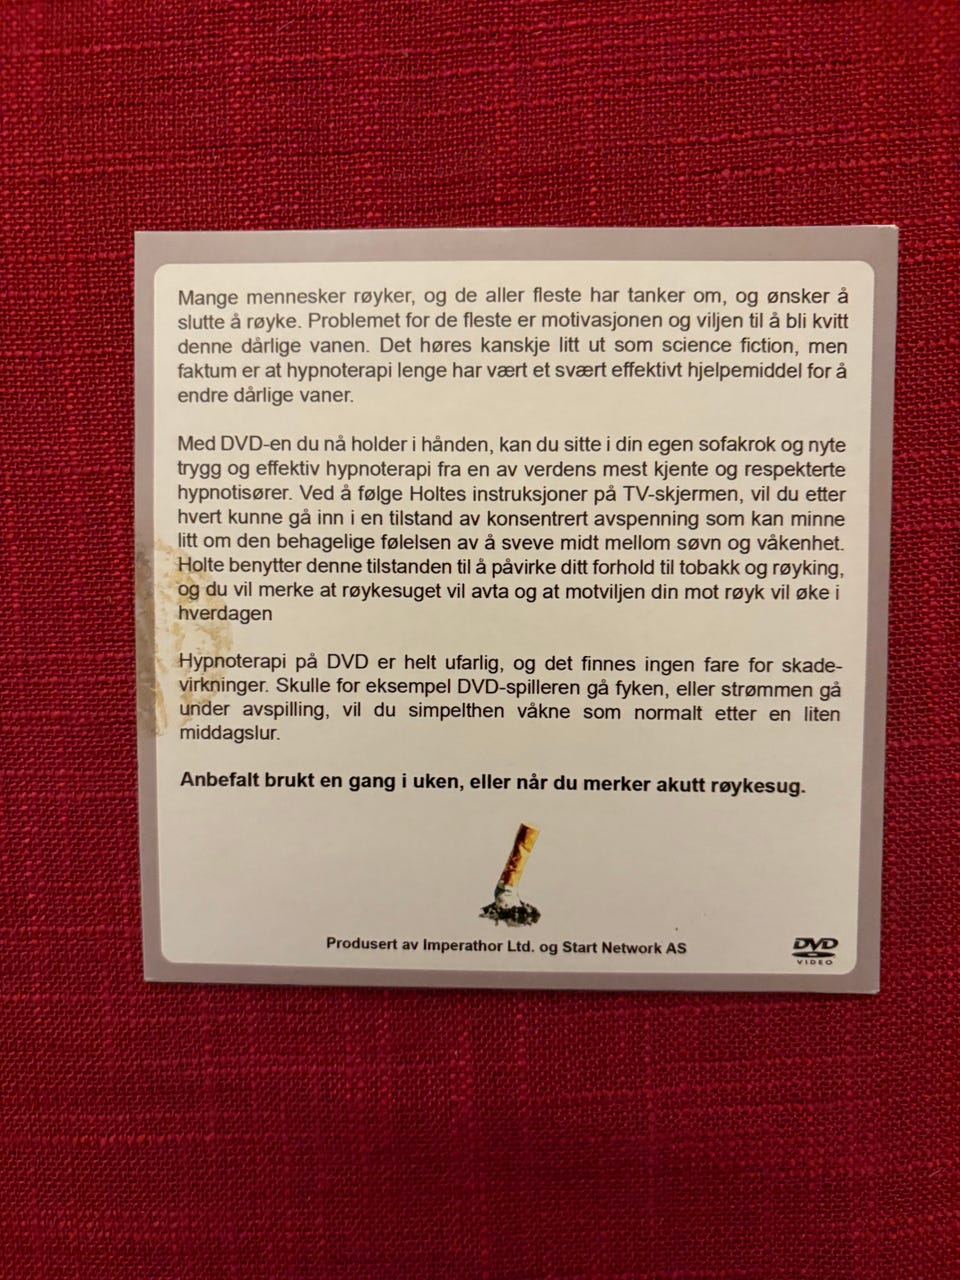 Mange mennesker røyker, og de aller fleste har tanker om, og ønsker å
slutte å røyke. Problemet for de fleste er motivasjonen og viljen til å bli kvitt
denne dårlige vanen. Det høres kanskje litt ut som science fiction, men
faktum er at hypnoterapi lenge har vært et svært effektivt hjelpemiddel for å
endre dårlige vaner.
Med DVD-en du nå holder i hånden, kan du sitte i din egen sofakrok og nyte
trygg og effektiv hypnoterapi fra en av verdens mest kjente og respekterte
hypnotisører. Ved å følge Holtes instruksjoner på TV-skjermen, vil du etter
hvert kunne gå inn i en tilstand av konsentrert avspenning som kan minne
litt om den behagelige følelsen av å sveve midt mellom søvn og våkenhet.
Holte benytter denne tilstanden til å påvirke ditt forhold til tobakk og røyking,
og du vil merke at røykesuget vil avta og at motviljen din mot røyk vil øke i
hverdagen
Hypnoterapi på DVD er helt ufarlig, og det finnes ingen fare for skade-
virkninger. Skulle for eksempel DVD-spilleren gå fyken, eller strømmen gå
under avspilling, vil du simpelthen våkne som normalt etter en liten
middagslur.
Anbefalt brukt en gang i uken, eller når du merker akutt røykesug.
Produsert av Imperathor Ltd. og Start Network AS
DVD
VIDEO